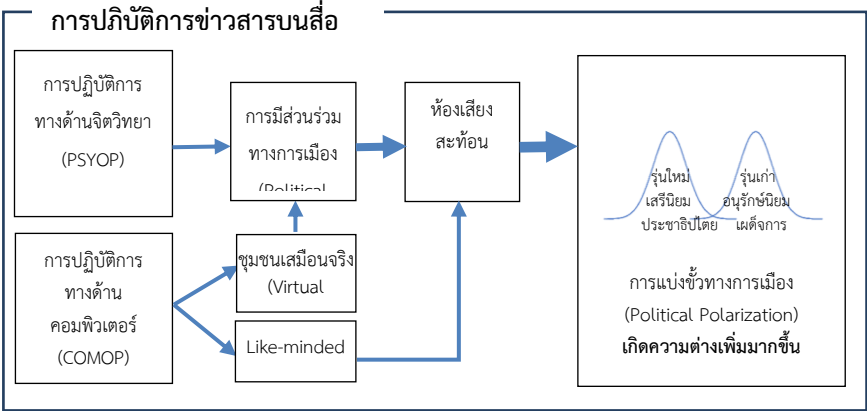 การปภิบัติการข่าวสารบนสื่อ
การปฏิบัติการ
ทางด้านจิตวิทยา
(PSYOP)
การมีส่วนร่วม
ทางการเมือง
(Political
ห้องเสียง
สะท้อน
การปฏิบัติการ
ทางด้าน
คอมพิวเตอร์
(COMOP)
ชุมชนเสมือนจริง
(Virtual
Like-minded
รุ่นใหม่
เสรีนิยม
ประชาธิปไตย
รุ่นเก่า
อนุรักษ์นิยม
เผด็จการ
การแบ่งขั้วทางการเมือง
(Political Polarization)
เกิดความต่างเพิ่มมากขึ้น